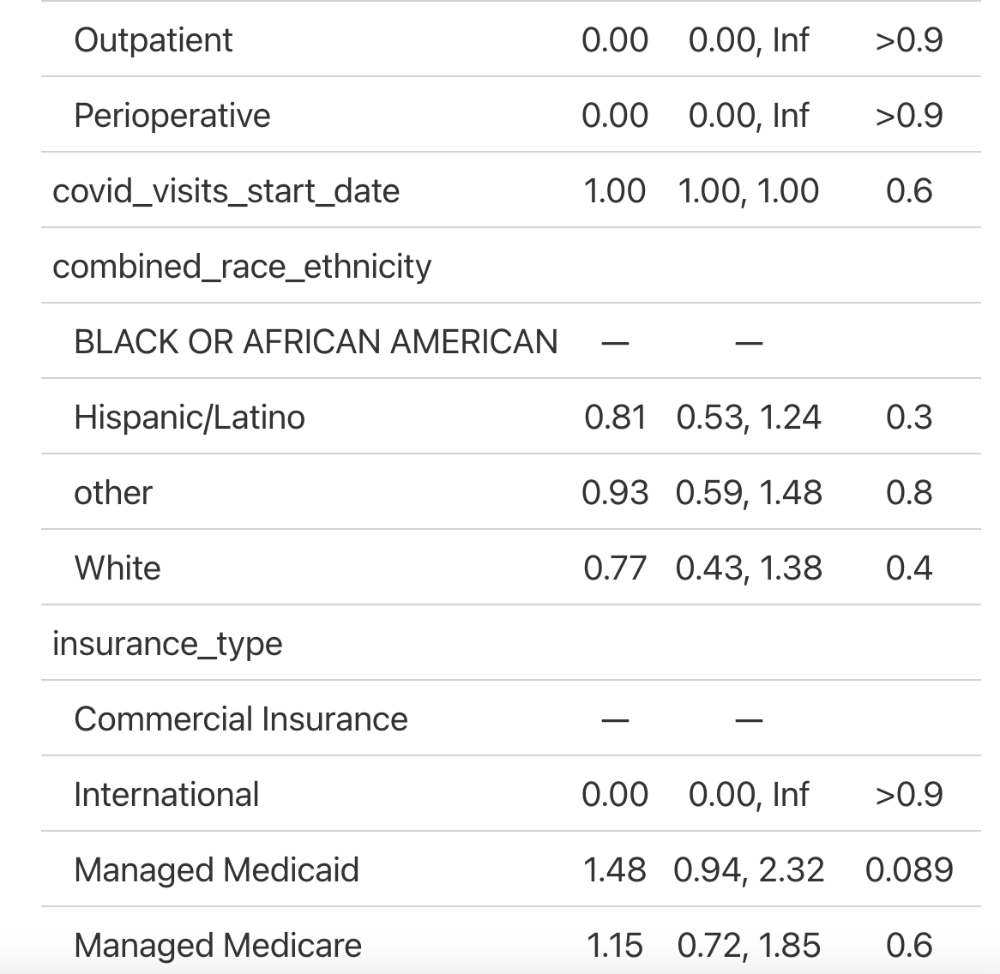 Outpatient 0.00 0.00, Inf >0.9
Perioperative 0.00 0.00, Inf >0.9
covid_visits_start_date 1.00 1.00, 1.00 0.6
combined_race_ethnicity
BLACK OR AFRICAN AMERICAN — —
Hispanic/Latino 0.81 0.53, 1.24 0.3
other 0.93 0.59, 1.48 0.8
White 0.77 0.43, 1.38 0.4
insurance_type
Commercial Insurance — —
International 0.00 0.00, Inf >0.9
Managed Medicaid 1.48 0.94, 2.32 0.089
Managed Medicare 1.15 0.72, 1.85 0.6